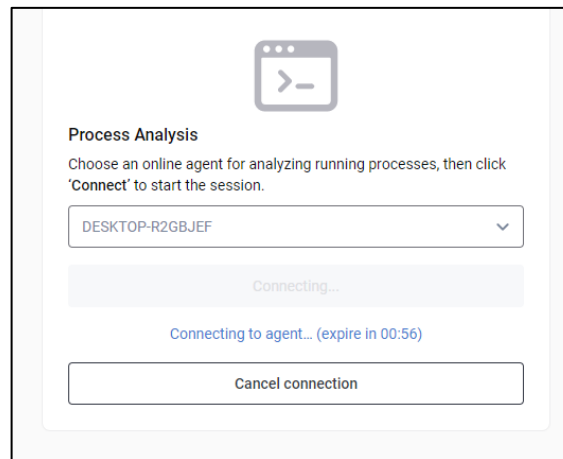 Process Analysis
Choose an online agent for analyzing running processes, then click
‘Connect’ to start the session.
DESKTOP-R2GBJEF
Connecting...
Connecting to agent... (expire in 00:56)
Cancel connection